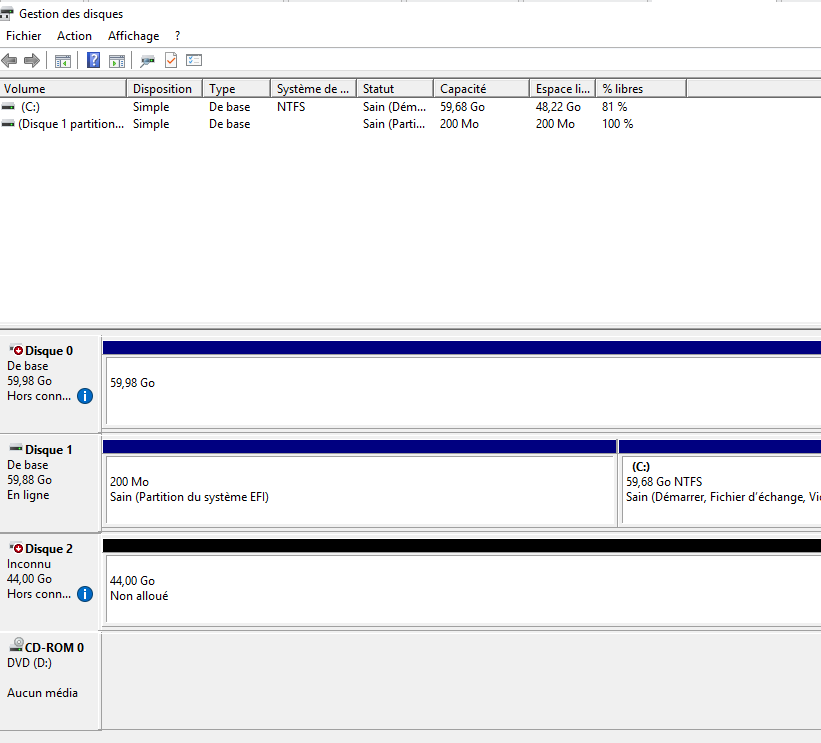 Gestion des disques
Fichier Action Affichage ?
Volume Disposition Type Système de ... Statut Capacité Espace li... % libres
(C:) Simple De base NTFS Sain (Dém... 59,68 Go 48,22 Go 81 %
(Disque 1 partition... Simple De base Sain (Parti... 200 Mo 200 Mo 100 %
Disque 0
De base
59,98 Go
Hors conn...
59,98 Go
Disque 1
De base
59,88 Go
En ligne
200 Mo
Sain (Partition du système EFI)
(C:)
59,68 Go NTFS
Sain (Démarrer, Fichier d'échange, Vi
Disque 2
Inconnu
44,00 Go
Hors conn...
44,00 Go
Non alloué
CD-ROM 0
DVD (D:)
Aucun média